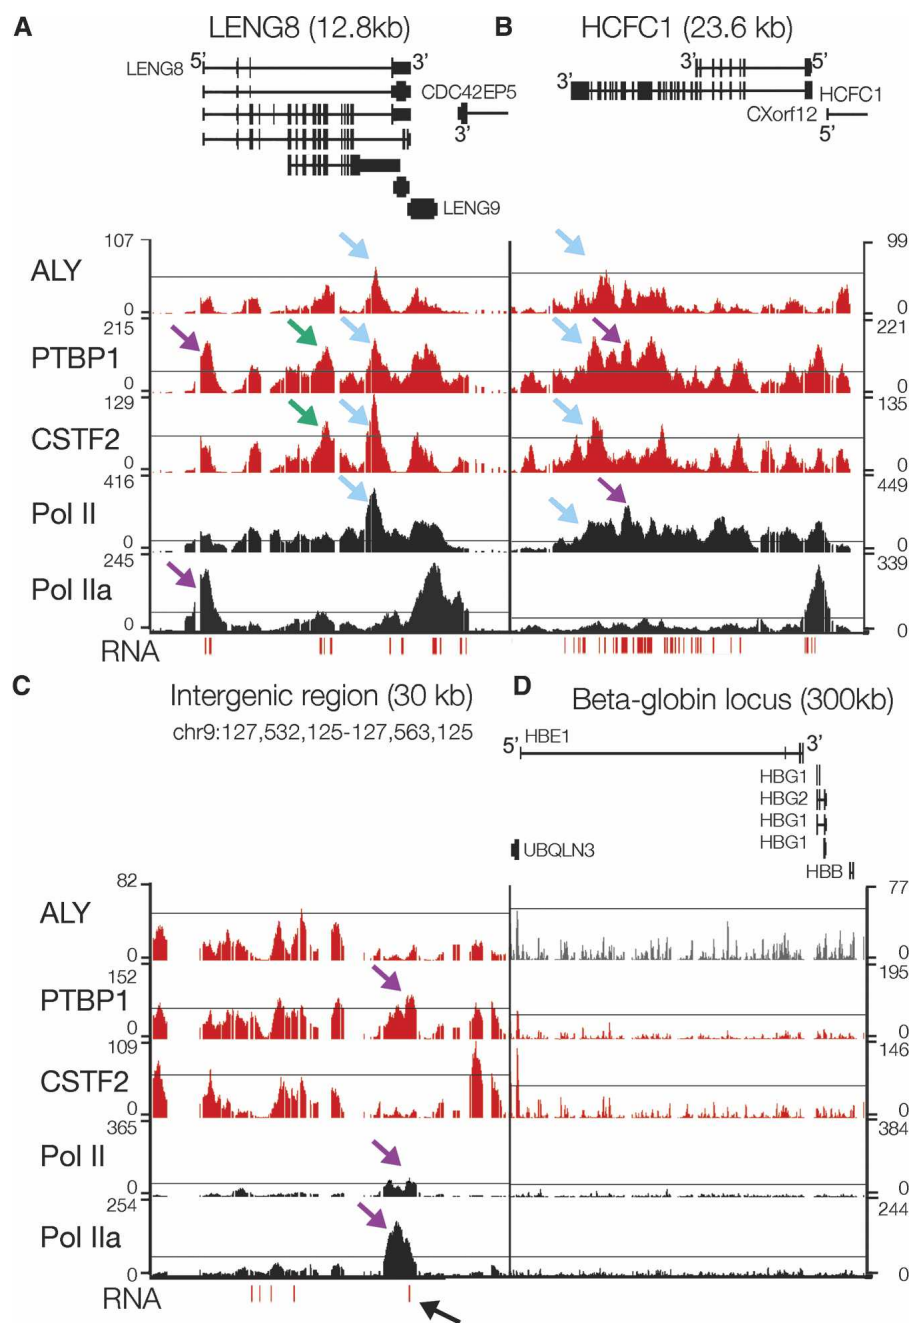 A LENG8 (12.8kb)
B HCFC1 (23.6 kb)
LENG8 5’ 3’
CDC42EP5
3’
LENG9
5’
3’
HCFC1
CXorf12
5’
107
ALY
0
99
0
215
PTBP1
0
221
0
129
CSTF2
0
135
0
416
Pol II
0
449
0
245
Pol IIa
0
339
0
RNA
C Intergenic region (30 kb)
chr9:127,532,125-127,563,125
D Beta-globin locus (300kb)
5’ HBE1 3’
HBG1
HBG2
HBG1
HBG1
UBQLN3
HBB
82
ALY
0
77
0
152
PTBP1
0
195
0
109
CSTF2
0
146
0
365
Pol II
0
384
0
254
Pol IIa
0
244
0
RNA